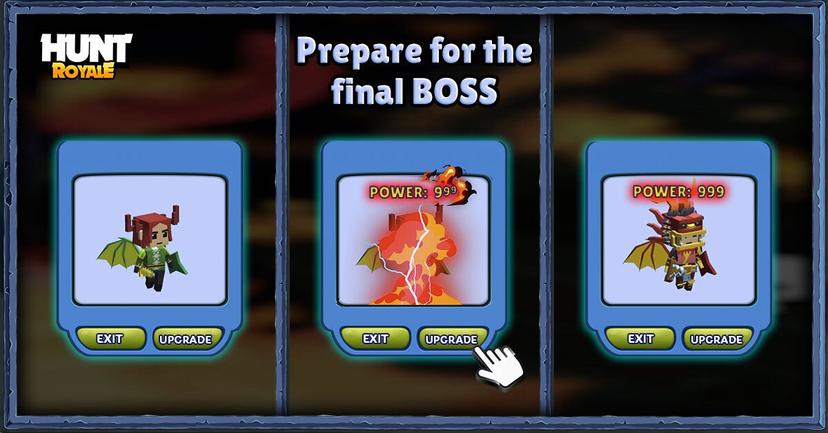 HUNT
ROYALE
Prepare for the
final BOSS
EXIT
UPGRADE
POWER: 999
EXIT
UPGRADE
POWER: 999
EXIT
UPGRADE